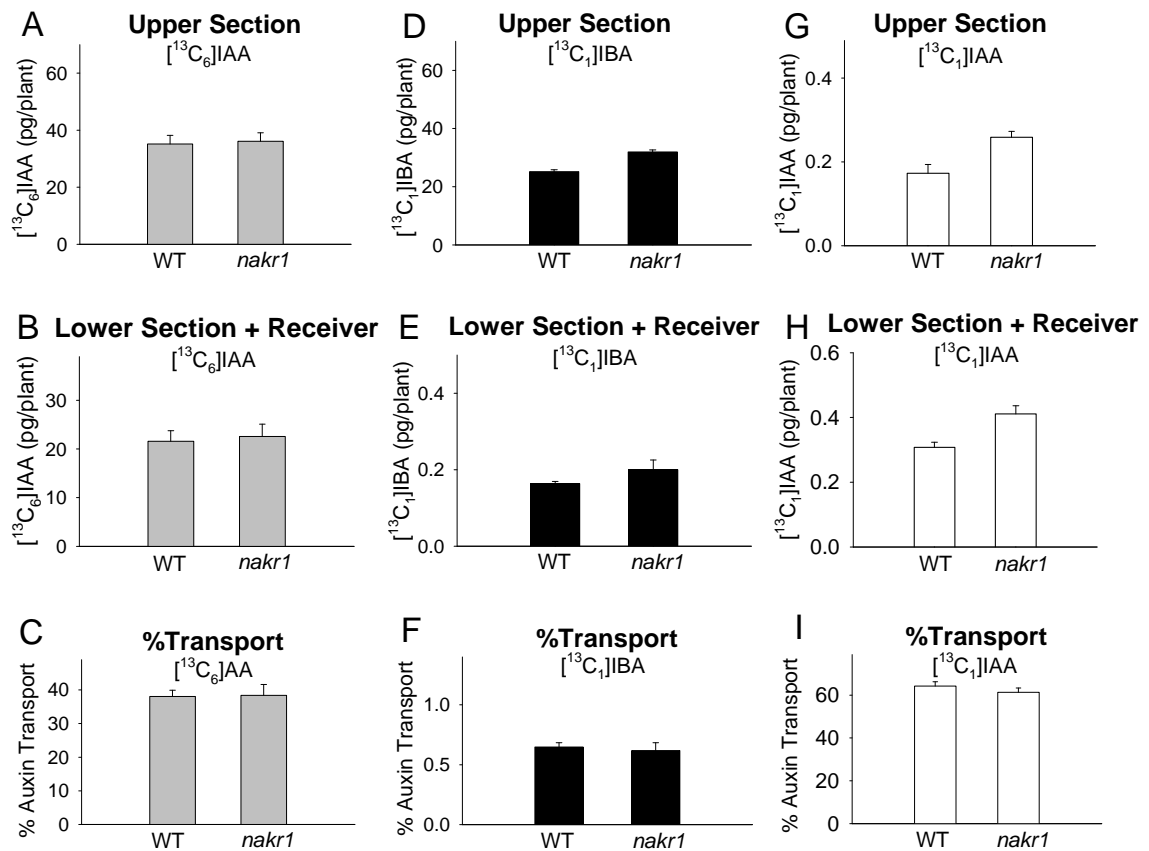 A
Upper Section
[¹³C₆]IAA
[¹³C₆]IAA (pg/plant)
60
40
20
0
WT
nakr1
D
Upper Section
[¹³C₁]IBA
[¹³C₁]IBA (pg/plant)
60
40
20
0
WT
nakr1
G
Upper Section
[¹³C₁]IAA
[¹³C₁]IAA (pg/plant)
0.4
0.2
0.0
WT
nakr1
B
Lower Section + Receiver
[¹³C₆]IAA
[¹³C₆]IAA (pg/plant)
30
20
10
0
WT
nakr1
E
Lower Section + Receiver
[¹³C₁]IBA
[¹³C₁]IBA (pg/plant)
0.4
0.2
0.0
WT
nakr1
H
Lower Section + Receiver
[¹³C₁]IAA
[¹³C₁]IAA (pg/plant)
0.6
0.4
0.2
0.0
WT
nakr1
C
%Transport
[¹³C₆]AA
% Auxin Transport
40
30
20
10
0
WT
nakr1
F
%Transport
[¹³C₁]IBA
% Auxin Transport
1.0
0.5
0.0
WT
nakr1
I
%Transport
[¹³C₁]IAA
% Auxin Transport
60
40
20
0
WT
nakr1